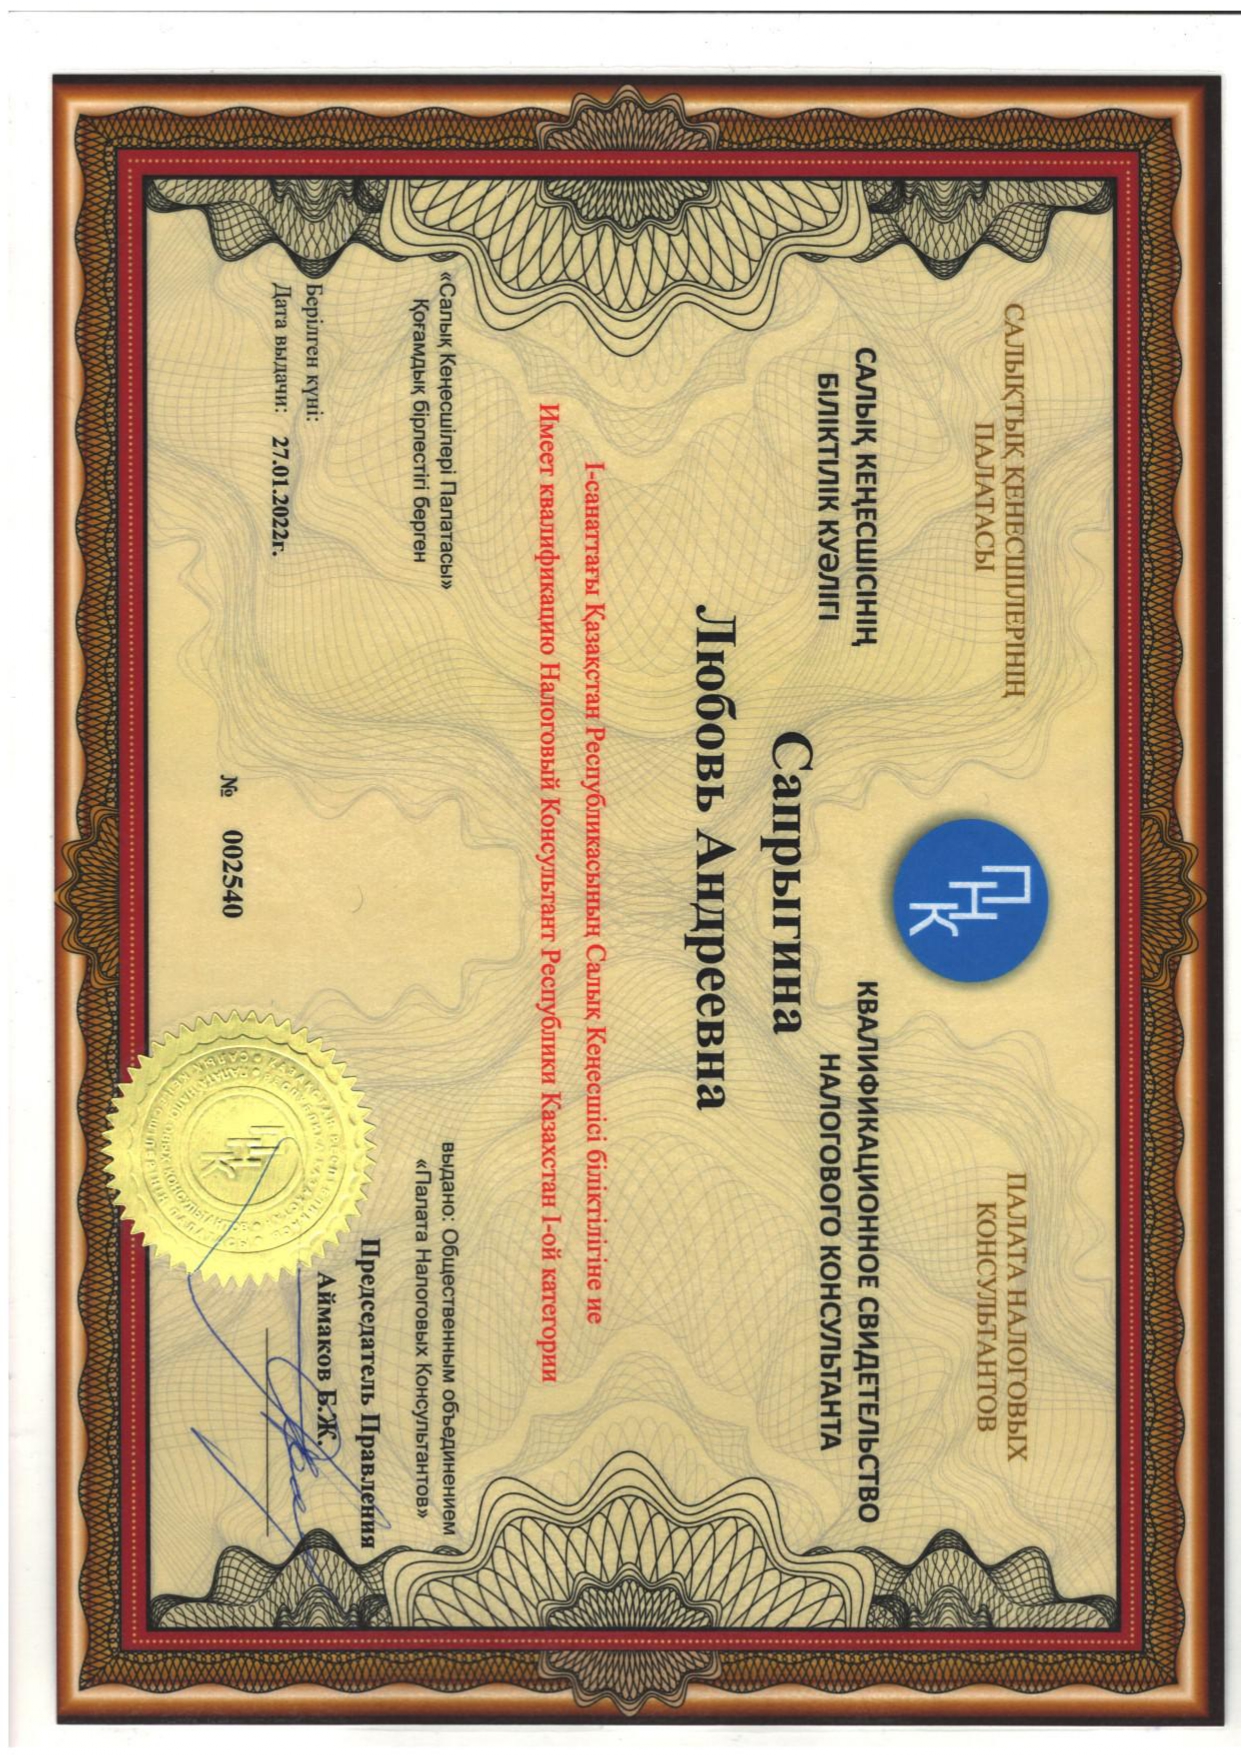 САЛЫҚТЫҚ ҚЕНЕСШІЛЕРІНІҢ
ПАЛАТАСЫ
ПНК
ПАЛАТА НАЛОГОВЫХ
КОНСУЛЬТАНТОВ
САЛЫҚ КЕҢЕСШІСІНІҢ
БІЛІКТІЛІК КУӘЛІГІ
КВАЛИФИКАЦИОННОЕ СВИДЕТЕЛЬСТВО
НАЛОГОВОГО КОНСУЛЬТАНТА
Сапрыгина
Любовь Андреевна
I-санаттағы Қазақстан Республикасының Салық Кеңесшісі біліктілігіне ие
Имеет квалификацию Налоговый Консультант Республики Казахстан I-ой категории
«Салық Кеңесшілері Палатасы»
Қоғамдық бірлестігі берген
выдано: Общественным объединением
«Палата Налоговых Консультантов»
Председатель Правления
Аймаков Б.Ж.
Берілген күні:
Дата выдачи: 27.01.2022г.
№ 002540
ПНК